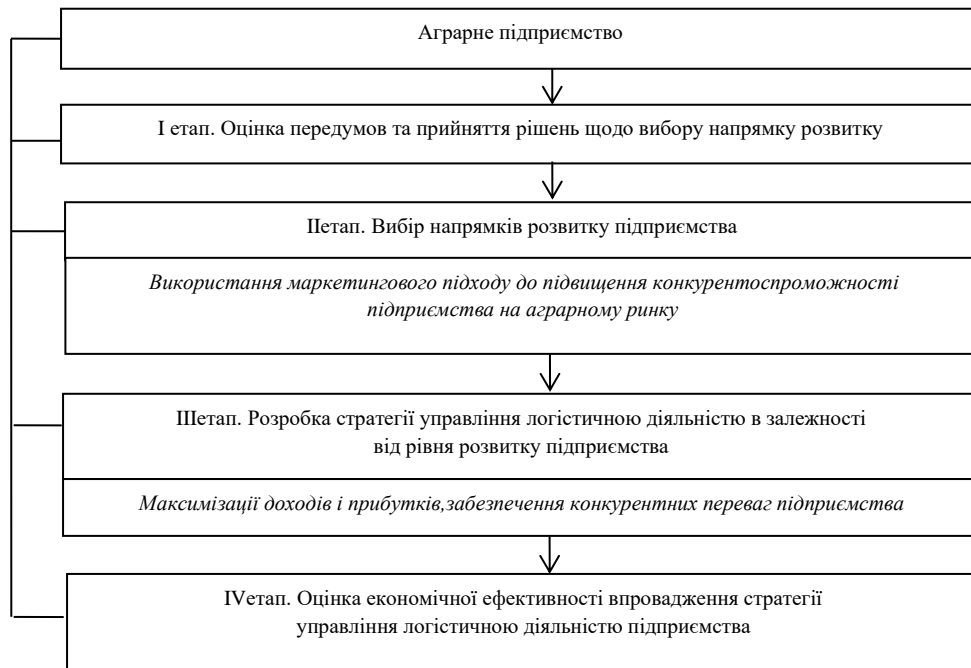 Аграрне підприємство
І етап. Оцінка передумов та прийняття рішень щодо вибору напрямку розвитку
ІІетап. Вибір напрямків розвитку підприємства
Використання маркетингового підходу до підвищення конкурентоспроможності
підприємства на аграрному ринку
ІІІетап. Розробка стратегії управління логістичною діяльністю в залежності
від рівня розвитку підприємства
Максимізації доходів і прибутків,забезпечення конкурентних переваг підприємства
ІVетап. Оцінка економічної ефективності впровадження стратегії
управління логістичною діяльністю підприємства